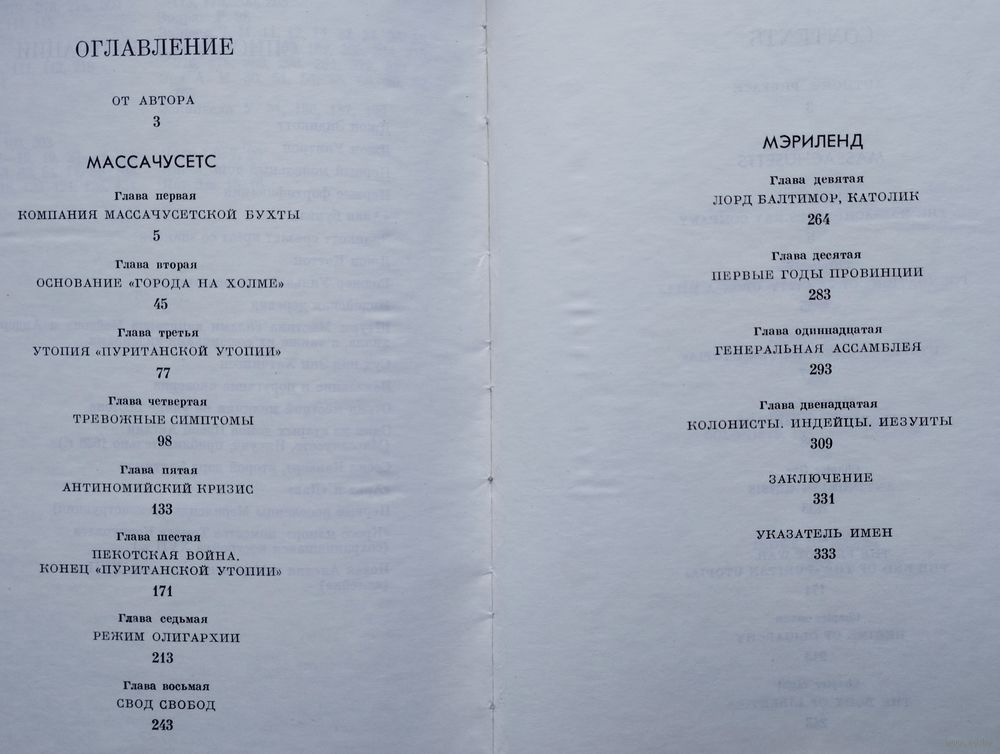 ОГЛАВЛЕНИЕ
ОТ АВТОРА
3
МАССАЧУСЕТС
Глава первая
КОМПАНИЯ МАССАЧУСЕТСКОЙ БУХТЫ
5
Глава вторая
ОСНОВАНИЕ «ГОРОДА НА ХОЛМЕ»
45
Глава третья
УТОПИЯ «ПУРИТАНСКОЙ УТОПИИ»
77
Глава четвертая
ТРЕВОЖНЫЕ СИМПТОМЫ
98
Глава пятая
АНТИНОМИЙСКИЙ КРИЗИС
133
Глава шестая
ПЕКОТСКАЯ ВОЙНА.
КОНЕЦ «ПУРИТАНСКОЙ УТОПИИ»
171
Глава седьмая
РЕЖИМ ОЛИГАРХИИ
213
Глава восьмая
СВОД СВОБОД
243
МЭРИЛЕНД
Глава девятая
ЛОРД БАЛТИМОР, КАТОЛИК
264
Глава десятая
ПЕРВЫЕ ГОДЫ ПРОВИНЦИИ
283
Глава одиннадцатая
ГЕНЕРАЛЬНАЯ АССАМБЛЕЯ
293
Глава двенадцатая
КОЛОНИСТЫ. ИНДЕЙЦЫ. ИЕЗУИТЫ
309
ЗАКЛЮЧЕНИЕ
331
УКАЗАТЕЛЬ ИМЕН
333